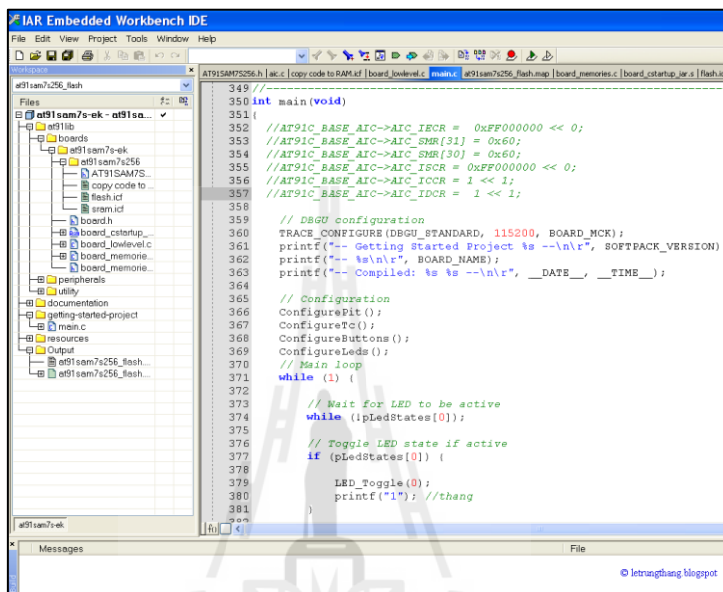 IAR Embedded Workbench IDE
File Edit View Project Tools Window Help
Workspace
at91sam7s256_flash
Files
at91sam7s-ek - at91sa...
at91lib
boards
at91sam7s-ek
at91sam7s256
AT91SAM7S...
copy code to ...
flash.icf
sram.icf
board.h
board_cstartup_...
board_lowlevel.c
board_memorie...
board_memorie...
peripherals
utility
documentation
getting-started-project
main.c
resources
Output
at91sam7s256_flash...
at91sam7s256_flash...
at91sam7s-ek
AT91SAM7S256.h | aic.c | copy code to RAM.icf | board_lowlevel.c | main.c | at91sam7s256_flash.map | board_memories.c | board_cstartup_iar.s | flash.ic
349 //------------------------------------------------------------------------------
350 int main(void)
351 {
352 //AT91C_BASE_AIC->AIC_IECR = 0xFF000000 << 0;
353 //AT91C_BASE_AIC->AIC_SMR[31] = 0x60;
354 //AT91C_BASE_AIC->AIC_SMR[30] = 0x60;
355 //AT91C_BASE_AIC->AIC_ISCR = 0xFF000000 << 0;
356 //AT91C_BASE_AIC->AIC_ICCR = 1 << 1;
357 //AT91C_BASE_AIC->AIC_IDCR = 1 << 1;
358
359 // DBGU configuration
360 TRACE_CONFIGURE(DBGU_STANDARD, 115200, BOARD_MCK);
361 printf("-- Getting Started Project %s --\n\r", SOFTPACK_VERSION)
362 printf("-- %s\n\r", BOARD_NAME);
363 printf("-- Compiled: %s %s --\n\r", __DATE__, __TIME__);
364
365 // Configuration
366 ConfigurePit();
367 ConfigureTc();
368 ConfigureButtons();
369 ConfigureLeds();
370 // Main loop
371 while (1) {
372
373 // Wait for LED to be active
374 while (!pLedStates[0]);
375
376 // Toggle LED state if active
377 if (pLedStates[0]) {
378
379 LED_Toggle(0);
380 printf("1"); //thang
381 }
382
Messages File
© letrungthang.blogspot